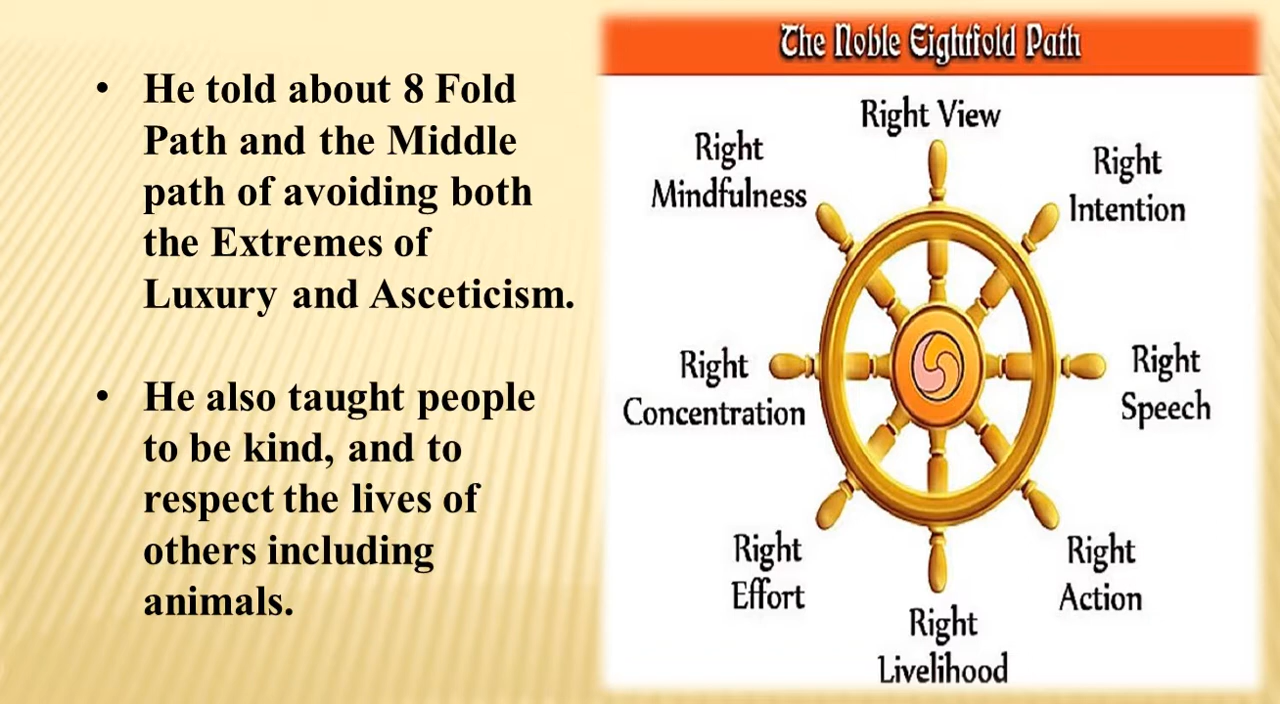 • He told about 8 Fold
Path and the Middle
path of avoiding both
the Extremes of
Luxury and Asceticism.
• He also taught people
to be kind, and to
respect the lives of
others including
animals.
The Noble Eightfold Path
Right View
Right
Intention
Right
Speech
Right
Action
Right
Livelihood
Right
Effort
Right
Concentration
Right
Mindfulness